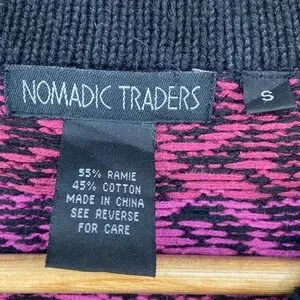 NOMADIC TRADERS
S
55% RAMIE
45% COTTON
MADE IN CHINA
SEE REVERSE
FOR CARE